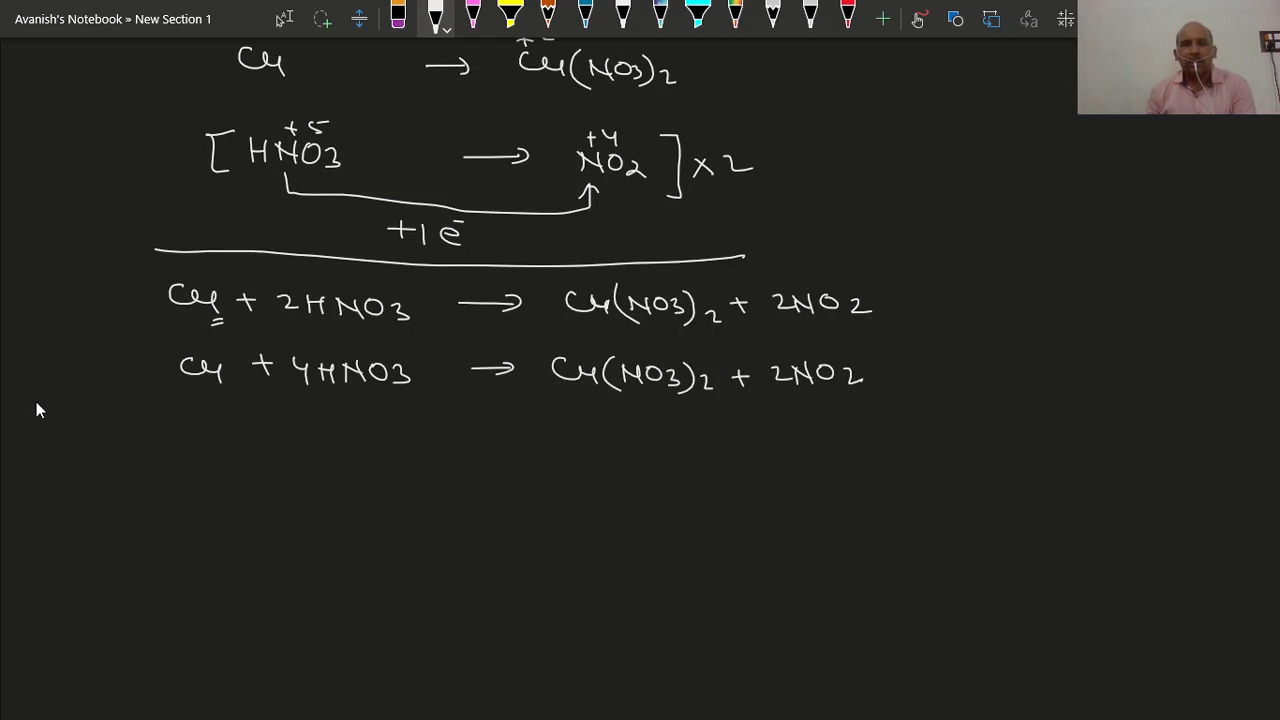 Avanish's Notebook » New Section 1
Cu → Cu(NO3)2
+5 +4
[HNO3 → NO2] x 2
+1 e-
Cu + 2HNO3 → Cu(NO3)2 + 2NO2
Cu + 4HNO3 → Cu(NO3)2 + 2NO2